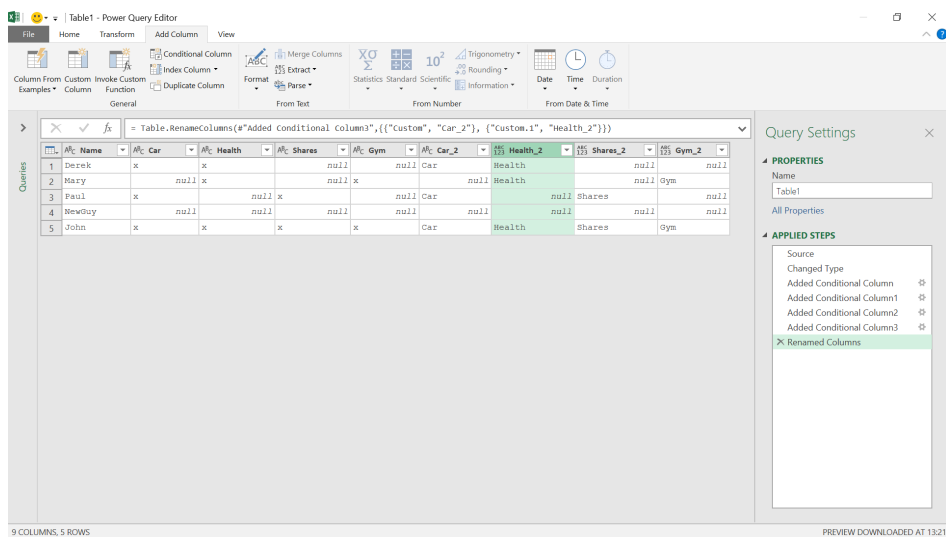 Table1 - Power Query Editor
File Home Transform Add Column View
Column From Examples
Custom Column
Invoke Custom Function
Conditional Column
Index Column
Duplicate Column
General
Format
Merge Columns
Extract
Parse
From Text
Statistics
Standard
10² Scientific
Trigonometry
Rounding
Information
From Number
Date
Time
Duration
From Date & Time
= Table.RenameColumns(#"Added Conditional Column3",{{"Custom", "Car_2"}, {"Custom.1", "Health_2"}})
Queries
Name Car Health Shares Gym Car_2 Health_2 Shares_2 Gym_2
1 Derek x x null null Car Health null null
2 Mary null x null x null Health null Gym
3 Paul x null x null Car null Shares null
4 NewGuy null null null null null null null null
5 John x x x x Car Health Shares Gym
Query Settings
PROPERTIES
Name
Table1
All Properties
APPLIED STEPS
Source
Changed Type
Added Conditional Column
Added Conditional Column1
Added Conditional Column2
Added Conditional Column3
Renamed Columns
9 COLUMNS, 5 ROWS
PREVIEW DOWNLOADED AT 13:21